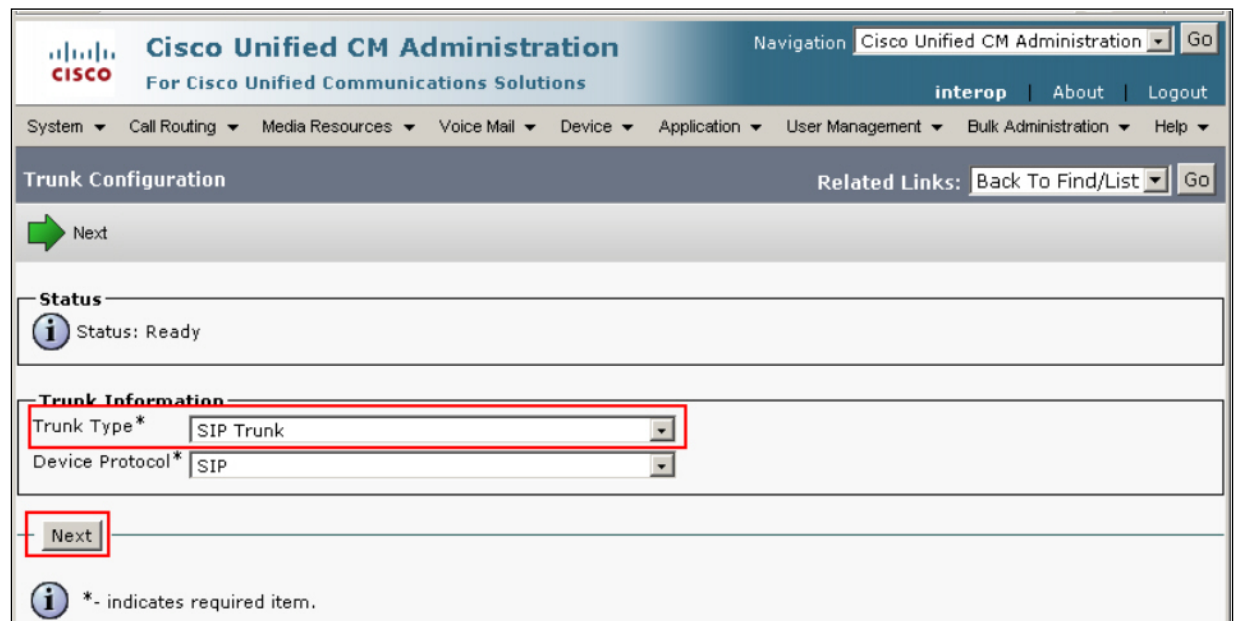 Cisco Unified CM Administration
For Cisco Unified Communications Solutions
CISCO
Navigation Cisco Unified CM Administration Go
interop | About | Logout
System Call Routing Media Resources Voice Mail Device Application User Management Bulk Administration Help
Trunk Configuration Related Links: Back To Find/List Go
Next
Status
i Status: Ready
Trunk Information
Trunk Type* SIP Trunk
Device Protocol* SIP
Next
i *- indicates required item.